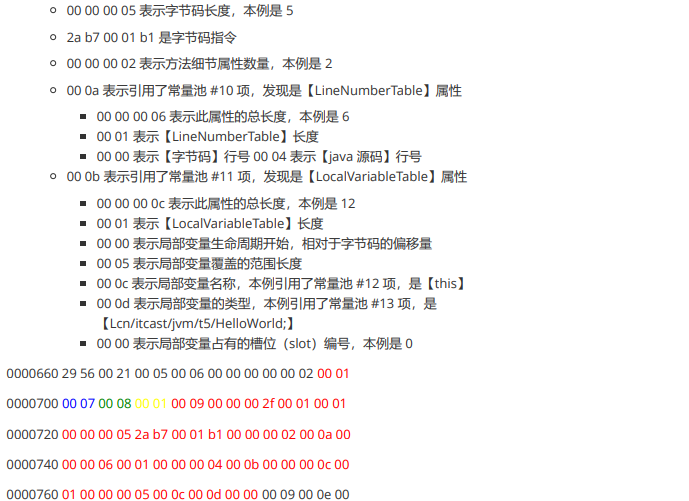 00 00 00 05 表示字节码长度，本例是 5
2a b7 00 01 b1 是字节码指令
00 00 00 02 表示方法细节属性数量，本例是 2
00 0a 表示引用了常量池 #10 项，发现是【LineNumberTable】属性
00 00 00 06 表示此属性的总长度，本例是 6
00 01 表示【LineNumberTable】长度
00 00 表示【字节码】行号 00 04 表示【java 源码】行号
00 0b 表示引用了常量池 #11 项，发现是【LocalVariableTable】属性
00 00 00 0c 表示此属性的总长度，本例是 12
00 01 表示【LocalVariableTable】长度
00 00 表示局部变量生命周期开始，相对于字节码的偏移量
00 05 表示局部变量覆盖的范围长度
00 0c 表示局部变量名称，本例引用了常量池 #12 项，是【this】
00 0d 表示局部变量的类型，本例引用了常量池 #13 项，是
【Lcn/itcast/jvm/t5/HelloWorld;】
00 00 表示局部变量占有的槽位（slot）编号，本例是 0
0000660 29 56 00 21 00 05 00 06 00 00 00 00 00 02 00 01
0000700 00 07 00 08 00 01 00 09 00 00 00 2f 00 01 00 01
0000720 00 00 00 05 2a b7 00 01 b1 00 00 00 02 00 0a 00
0000740 00 00 06 00 01 00 00 00 04 00 0b 00 00 00 0c 00
0000760 01 00 00 00 05 00 0c 00 0d 00 00 00 09 00 0e 00